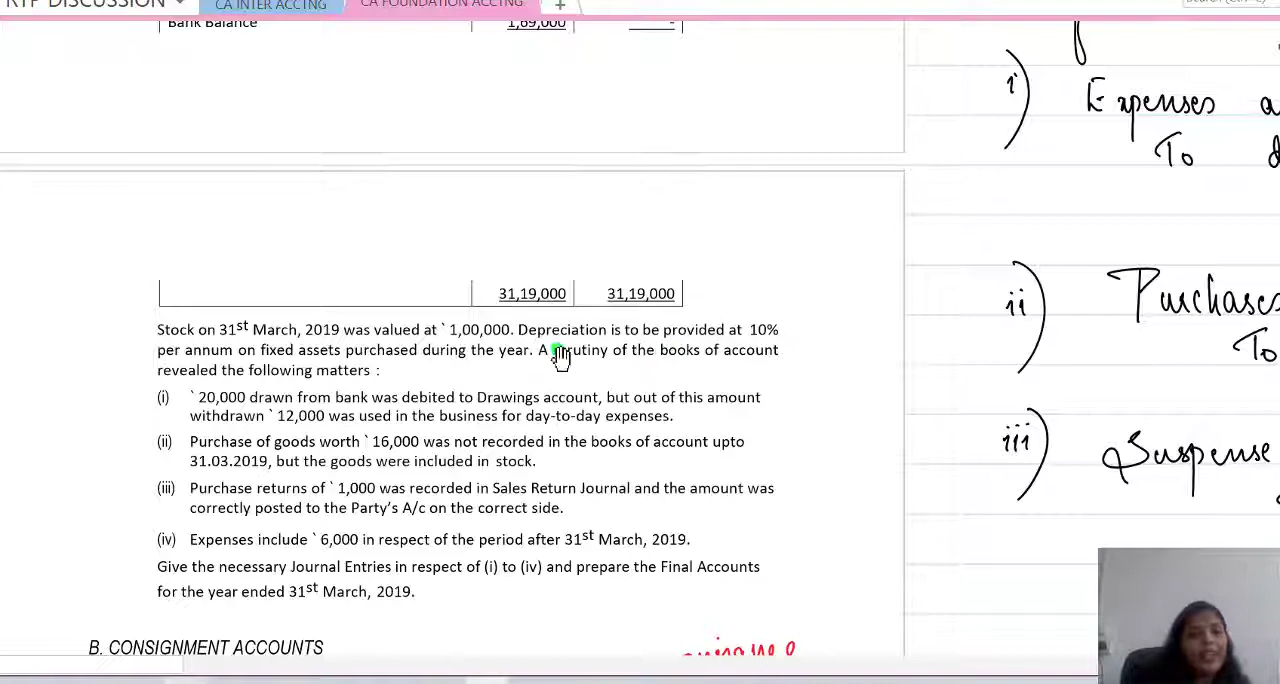 RTP DISCUSSION
CA INTER ACCTNG
CA FOUNDATION ACCTNG
Bank Balance 1,69,000 -
31,19,000 31,19,000
Stock on 31st March, 2019 was valued at ` 1,00,000. Depreciation is to be provided at 10%
per annum on fixed assets purchased during the year. A scrutiny of the books of account
revealed the following matters :
(i) ` 20,000 drawn from bank was debited to Drawings account, but out of this amount
withdrawn ` 12,000 was used in the business for day-to-day expenses.
(ii) Purchase of goods worth ` 16,000 was not recorded in the books of account upto
31.03.2019, but the goods were included in stock.
(iii) Purchase returns of ` 1,000 was recorded in Sales Return Journal and the amount was
correctly posted to the Party's A/c on the correct side.
(iv) Expenses include ` 6,000 in respect of the period after 31st March, 2019.
Give the necessary Journal Entries in respect of (i) to (iv) and prepare the Final Accounts
for the year ended 31st March, 2019.
B. CONSIGNMENT ACCOUNTS
i) Expenses a
To
ii) Purchases
To
iii) Suspense